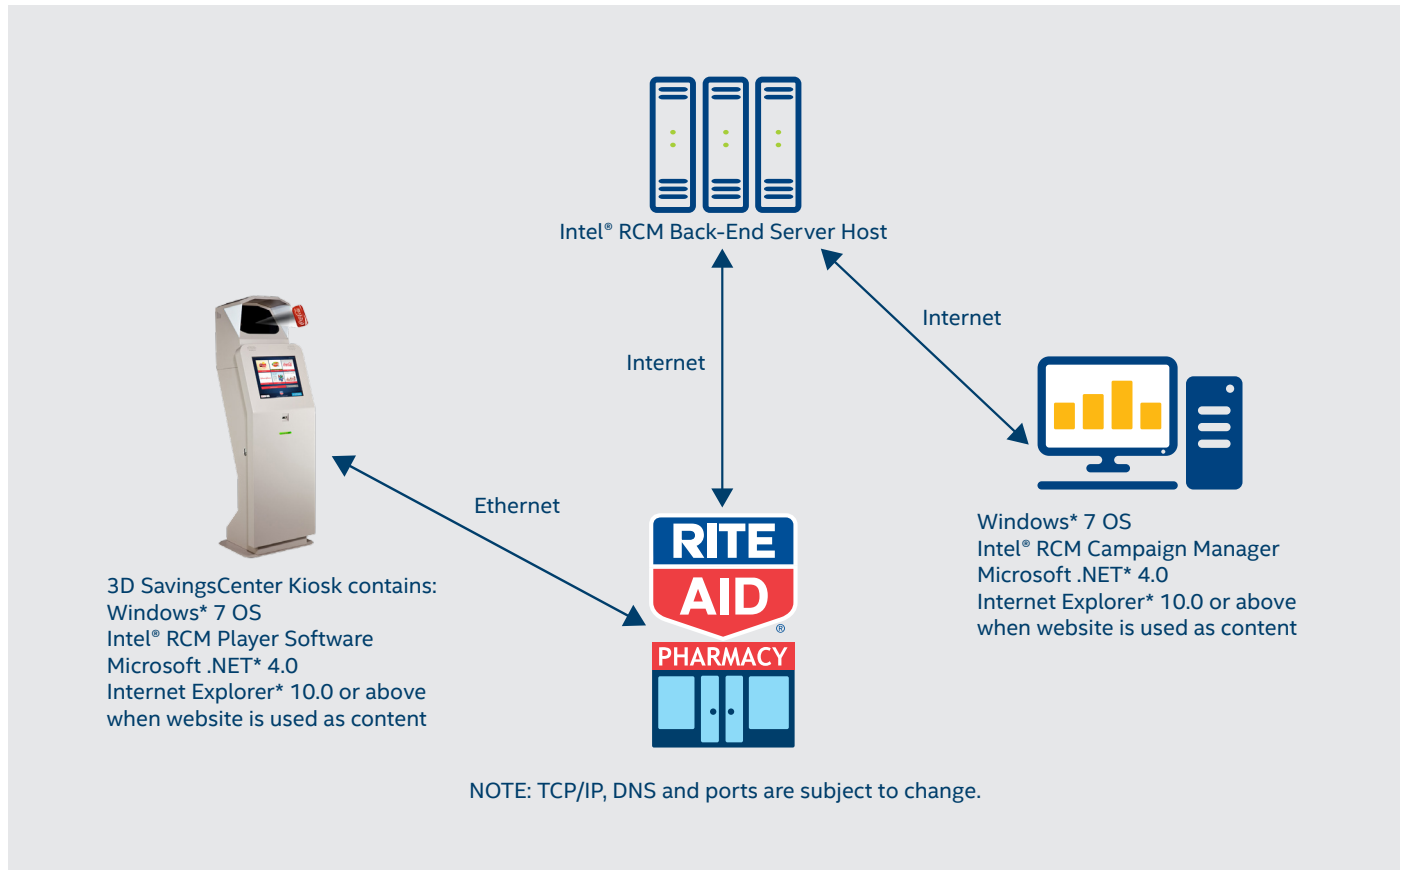 Intel® RCM Back-End Server Host
Internet
Internet
Ethernet
3D SavingsCenter Kiosk contains:
Windows* 7 OS
Intel® RCM Player Software
Microsoft .NET* 4.0
Internet Explorer* 10.0 or above
when website is used as content
RITE
AID
®
PHARMACY
Windows* 7 OS
Intel® RCM Campaign Manager
Microsoft .NET* 4.0
Internet Explorer* 10.0 or above
when website is used as content
NOTE: TCP/IP, DNS and ports are subject to change.